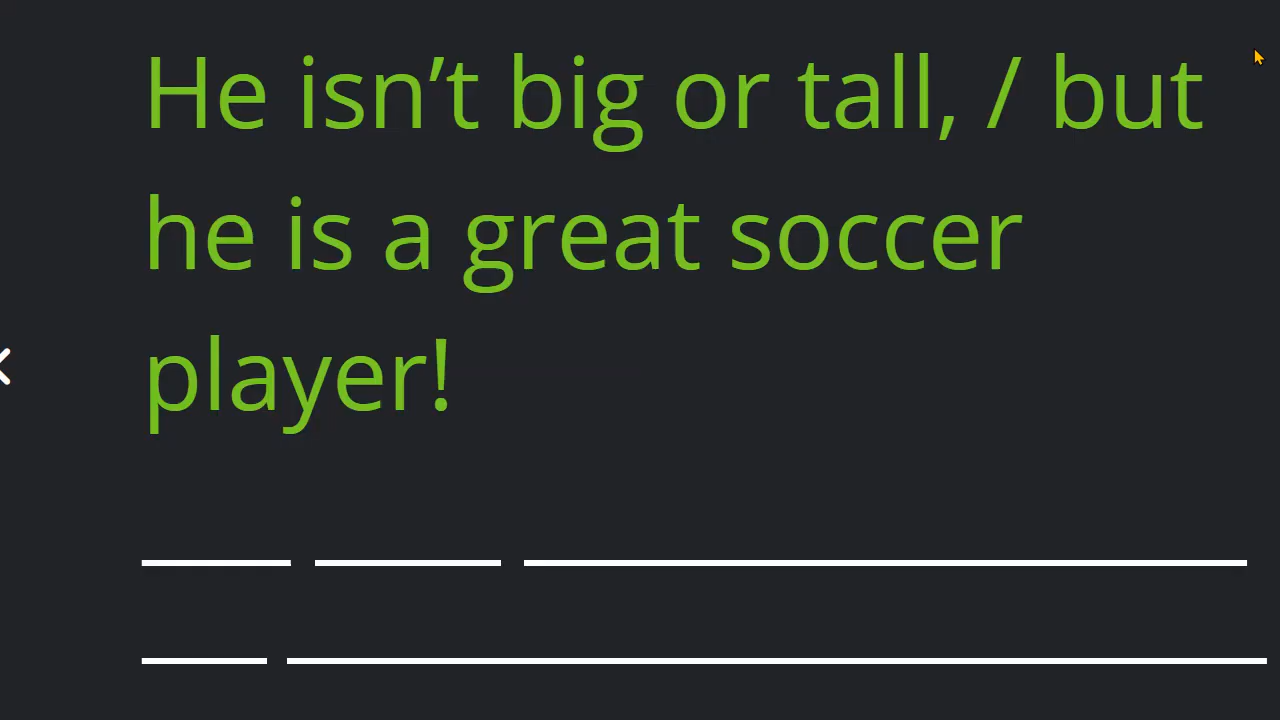 He isn’t big or tall, / but
he is a great soccer
player!